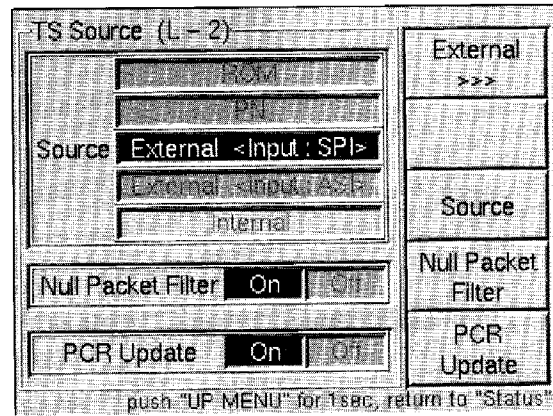 TS Source (L – 2)
ROM
PN
Source
External <Input : SPI>
External <Input : ASI>
Internal
Null Packet Filter On Off
PCR Update On Off
External
>>>
Source
Null Packet
Filter
PCR
Update
push "UP MENU" for 1sec, return to "Status"